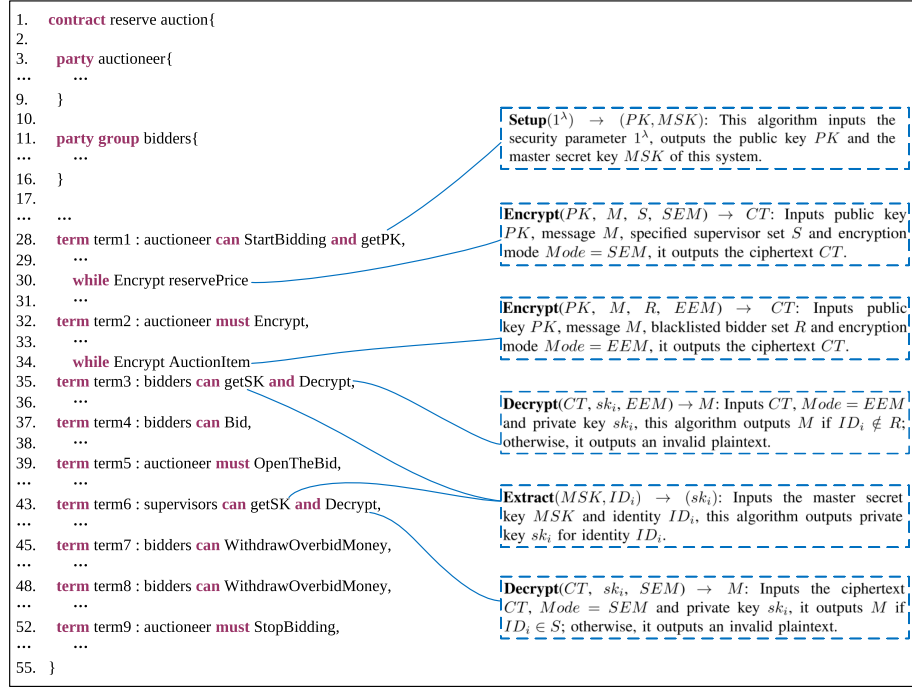 1. contract reserve auction{
2.
3. party auctioneer{
... ...
9. }
10.
11. party group bidders{
... ...
16. }
17.
... ...
28. term term1 : auctioneer can StartBidding and getPK,
29. ...
30. while Encrypt reservePrice
31. ...
32. term term2 : auctioneer must Encrypt,
33. ...
34. while Encrypt AuctionItem
35. term term3 : bidders can getSK and Decrypt,
36. ...
37. term term4 : bidders can Bid,
38. ...
39. term term5 : auctioneer must OpenTheBid,
... ...
43. term term6 : supervisors can getSK and Decrypt,
... ...
45. term term7 : bidders can WithdrawOverbidMoney,
... ...
48. term term8 : bidders can WithdrawOverbidMoney,
... ...
52. term term9 : auctioneer must StopBidding,
... ...
55. }
Setup(1^λ) → (PK, MSK): This algorithm inputs the
security parameter 1^λ, outputs the public key PK and the
master secret key MSK of this system.
Encrypt(PK, M, S, SEM) → CT: Inputs public key
PK, message M, specified supervisor set S and encryption
mode Mode = SEM, it outputs the ciphertext CT.
Encrypt(PK, M, R, EEM) → CT: Inputs public
key PK, message M, blacklisted bidder set R and encryption
mode Mode = EEM, it outputs the ciphertext CT.
Decrypt(CT, sk_i, EEM) → M: Inputs CT, Mode = EEM
and private key sk_i, this algorithm outputs M if ID_i ∉ R;
otherwise, it outputs an invalid plaintext.
Extract(MSK, ID_i) → (sk_i): Inputs the master secret
key MSK and identity ID_i, this algorithm outputs private
key sk_i for identity ID_i.
Decrypt(CT, sk_i, SEM) → M: Inputs the ciphertext
CT, Mode = SEM and private key sk_i, it outputs M if
ID_i ∈ S; otherwise, it outputs an invalid plaintext.